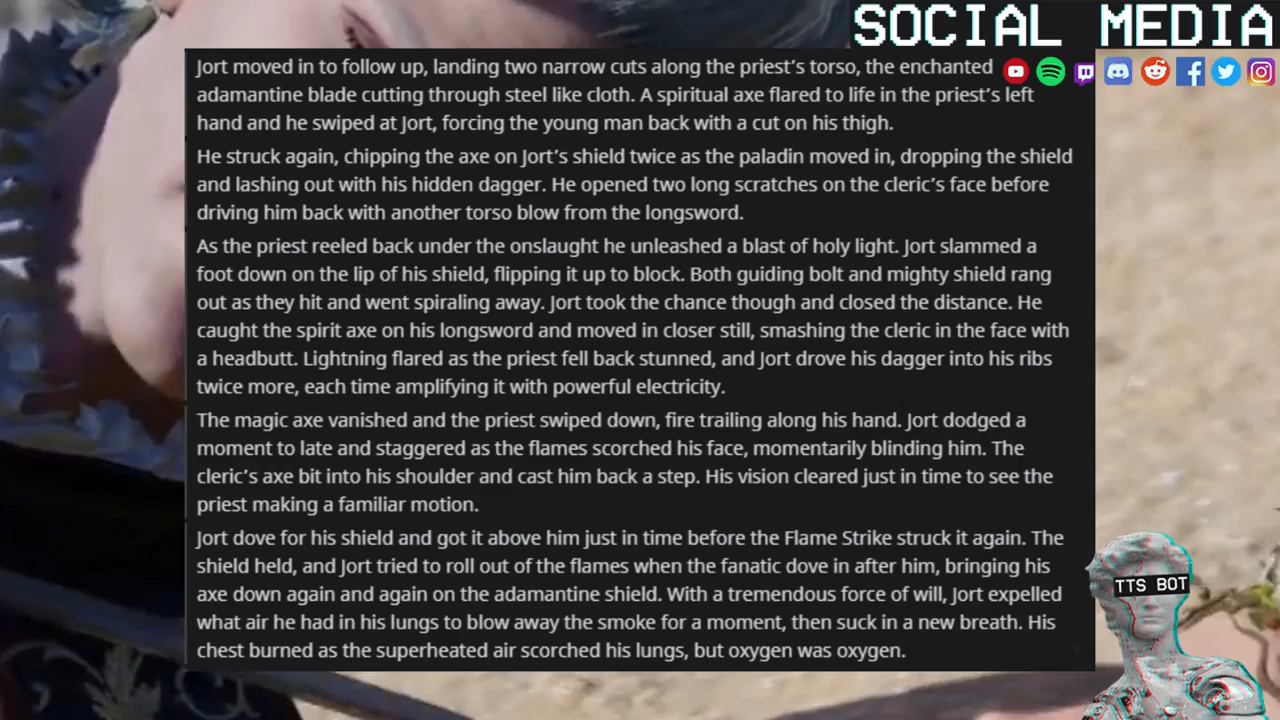 SOCIAL MEDIA
Jort moved in to follow up, landing two narrow cuts along the priest's torso, the enchanted
adamantine blade cutting through steel like cloth. A spiritual axe flared to life in the priest's left
hand and he swiped at Jort, forcing the young man back with a cut on his thigh.
He struck again, chipping the axe on Jort's shield twice as the paladin moved in, dropping the shield
and lashing out with his hidden dagger. He opened two long scratches on the cleric's face before
driving him back with another torso blow from the longsword.
As the priest reeled back under the onslaught he unleashed a blast of holy light. Jort slammed a
foot down on the lip of his shield, flipping it up to block. Both guiding bolt and mighty shield rang
out as they hit and went spiraling away. Jort took the chance though and closed the distance. He
caught the spirit axe on his longsword and moved in closer still, smashing the cleric in the face with
a headbutt. Lightning flared as the priest fell back stunned, and Jort drove his dagger into his ribs
twice more, each time amplifying it with powerful electricity.
The magic axe vanished and the priest swiped down, fire trailing along his hand. Jort dodged a
moment to late and staggered as the flames scorched his face, momentarily blinding him. The
cleric's axe bit into his shoulder and cast him back a step. His vision cleared just in time to see the
priest making a familiar motion.
Jort dove for his shield and got it above him just in time before the Flame Strike struck it again. The
shield held, and Jort tried to roll out of the flames when the fanatic dove in after him, bringing his
axe down again and again on the adamantine shield. With a tremendous force of will, Jort expelled
what air he had in his lungs to blow away the smoke for a moment, then suck in a new breath. His
chest burned as the superheated air scorched his lungs, but oxygen was oxygen.
TTS BOT